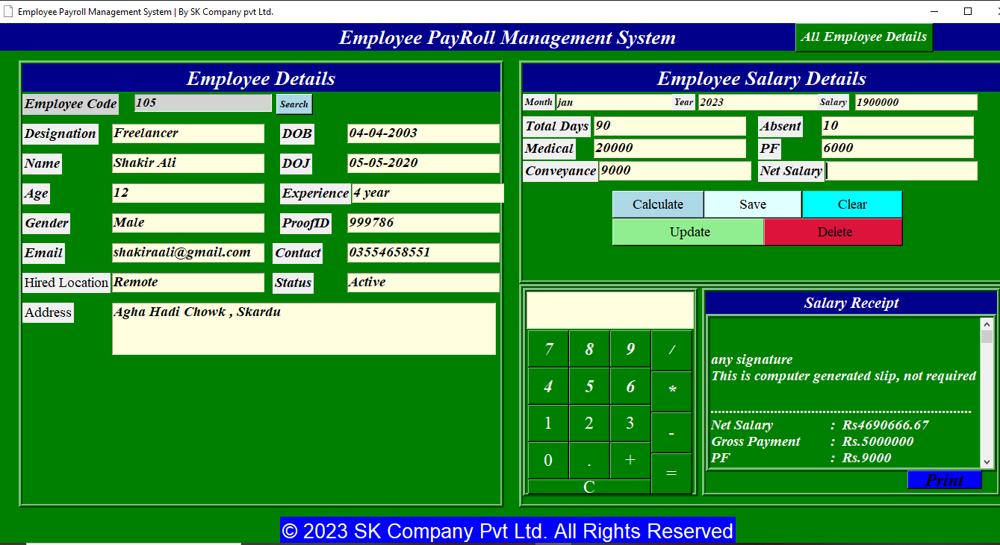 Employee Payroll Management System | By SK Company pvt Ltd.
Employee PayRoll Management System
All Employee Details
Employee Details
Employee Code 105 Search
Designation Freelancer DOB 04-04-2003
Name Shakir Ali DOJ 05-05-2020
Age 12 Experience 4 year
Gender Male ProofID 999786
Email shakiraali@gmail.com Contact 03554658551
Hired Location Remote Status Active
Address Agha Hadi Chowk , Skardu
Employee Salary Details
Month jan Year 2023 Salary 1900000
Total Days 90 Absent 10
Medical 20000 PF 6000
Conveyance 9000 Net Salary
Calculate Save Clear
Update Delete
7 8 9 /
4 5 6 *
1 2 3 -
0 . + =
C
Salary Receipt
any signature
This is computer generated slip, not required
......................................................................
Net Salary : Rs4690666.67
Gross Payment : Rs.5000000
PF : Rs.9000
Print
© 2023 SK Company Pvt Ltd. All Rights Reserved